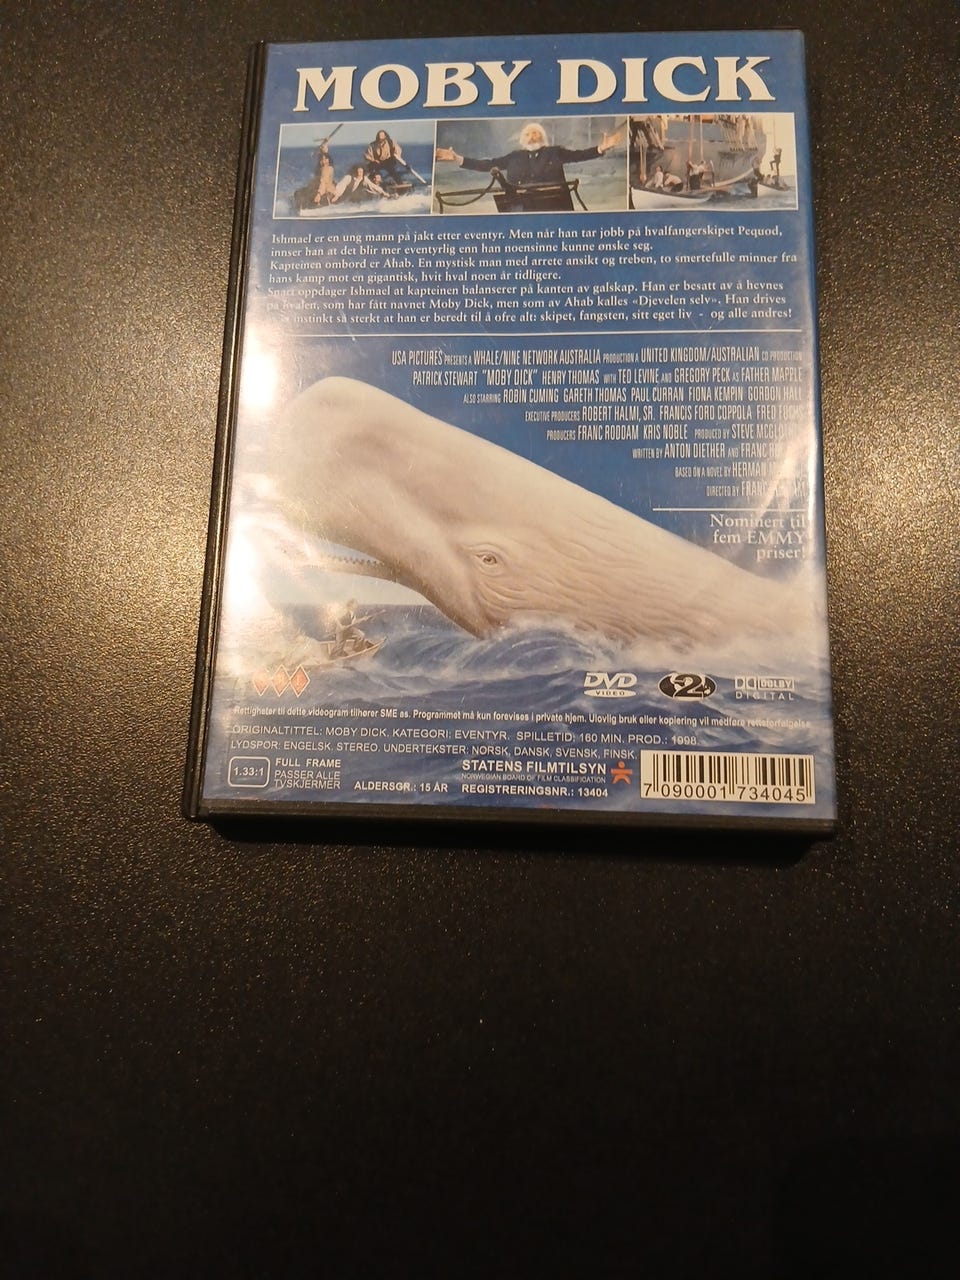 MOBY DICK
Ishmael er en ung mann på jakt etter eventyr. Men når han tar jobb på hvalfangerskipet Pequod,
innser han at det blir mer eventyrlig enn han noensinne kunne ønske seg.
Kapteinen ombord er Ahab. En mystisk man med arrete ansikt og treben, to smertefulle minner fra
hans kamp mot en gigantisk, hvit hval noen år tidligere.
Snart oppdager Ishmael at kapteinen balanserer på kanten av galskap. Han er besatt av å hevnes
på hvalen, som har fått navnet Moby Dick, men som av Ahab kalles «Djevelen selv». Han drives
instinkt så sterkt at han er beredt til å ofre alt: skipet, fangsten, sitt eget liv - og alle andres!
USA PICTURES PRESENTS A WHALE/NINE NETWORK AUSTRALIA PRODUCTION A UNITED KINGDOM/AUSTRALIAN CO PRODUCTION
PATRICK STEWART "MOBY DICK" HENRY THOMAS WITH TED LEVINE AND GREGORY PECK AS FATHER MAPPLE
ALSO STARRING ROBIN CUMING GARETH THOMAS PAUL CURRAN FIONA KEMPIN GORDON HALL
EXECUTIVE PRODUCERS ROBERT HALMI, SR. FRANCIS FORD COPPOLA FRED FUCHS
PRODUCERS FRANC RODDAM KRIS NOBLE PRODUCED BY STEVE
WRITTEN BY ANTON DIETHER AND FRANC
BASED ON A NOVEL BY HERMAN
DIRECTED BY
Nominert til
fem EMMY
priser!
DVD VIDEO 2 DOLBY DIGITAL
Rettigheter til dette videogram tilhører SME as. Programmet må kun forevises i private hjem. Ulovlig bruk eller kopiering vil medføre rettsforfølgelse
ORIGINALTITTEL: MOBY DICK. KATEGORI: EVENTYR. SPILLETID: 160 MIN. PROD.: 1998.
LYDSPOR: ENGELSK. STEREO. UNDERTEKSTER: NORSK, DANSK, SVENSK, FINSK.
1.33:1 FULL FRAME
PASSER ALLE
TVSKJERMER
STATENS FILMTILSYN
NORWEGIAN BOARD OF FILM CLASSIFICATION
ALDERSGR.: 15 ÅR REGISTRERINGSNR.: 13404
7 090001 734045